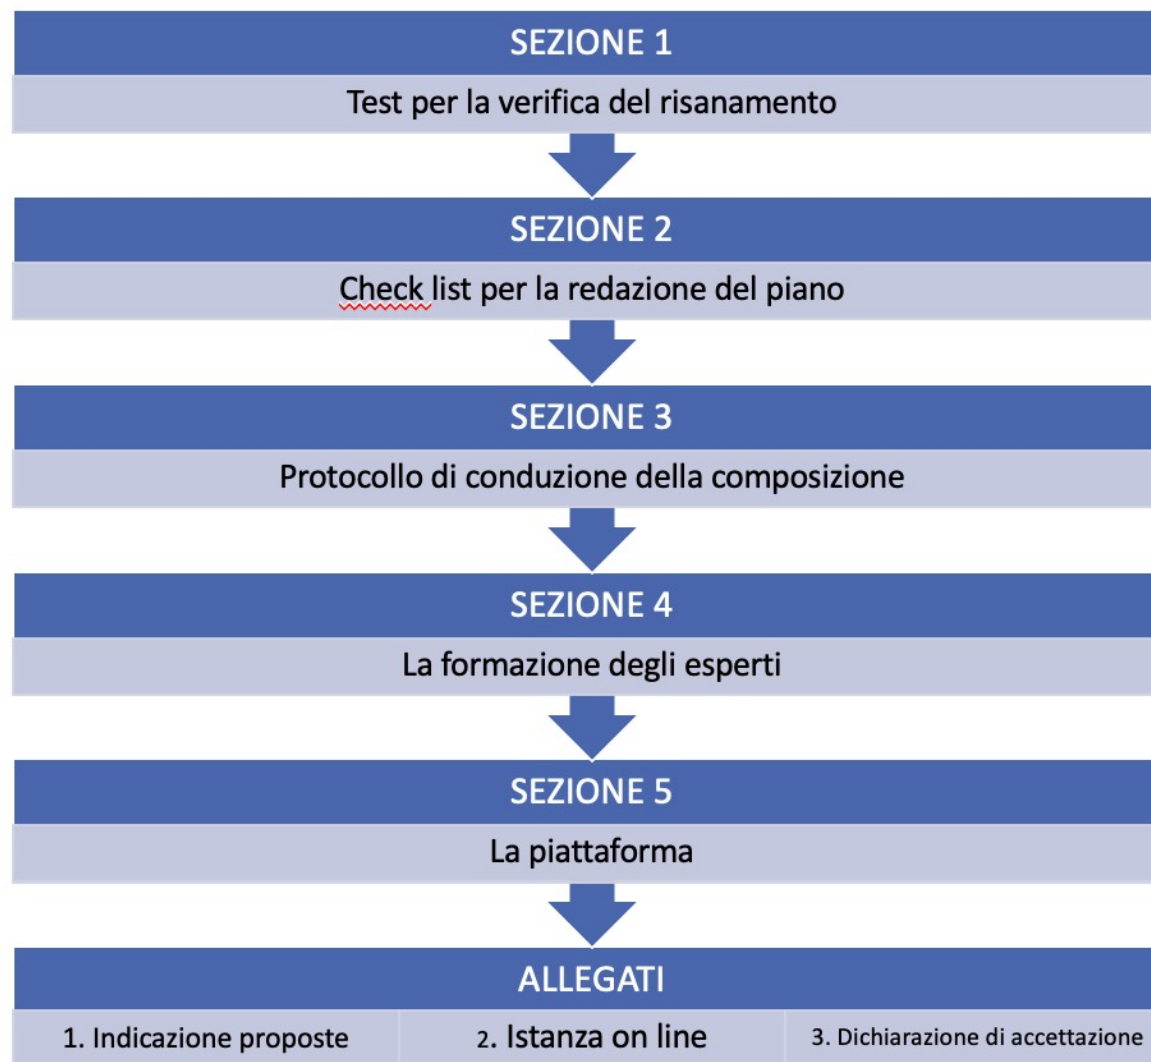 SEZIONE 1
Test per la verifica del risanamento
SEZIONE 2
Check list per la redazione del piano
SEZIONE 3
Protocollo di conduzione della composizione
SEZIONE 4
La formazione degli esperti
SEZIONE 5
La piattaforma
ALLEGATI
1. Indicazione proposte
2. Istanza on line
3. Dichiarazione di accettazione